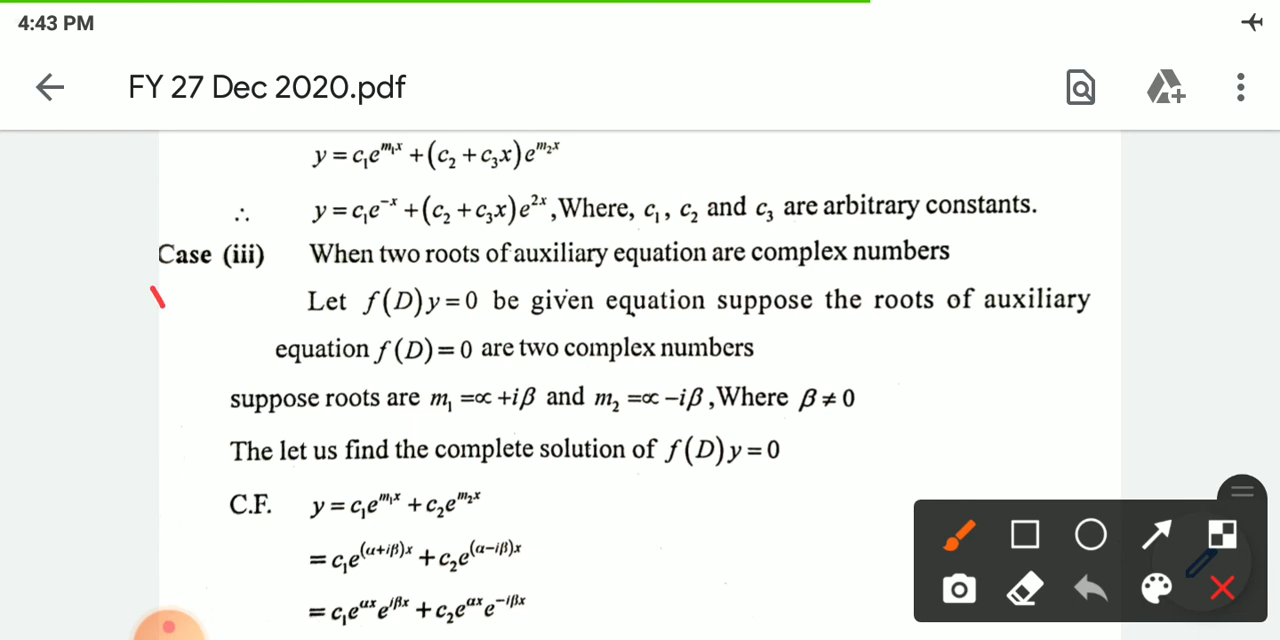 4:43 PM
FY 27 Dec 2020.pdf
y = c₁e^{m₁x} + (c₂ + c₃x)e^{m₂x}
∴ y = c₁e^{-x} + (c₂ + c₃x)e^{2x}, Where, c₁, c₂ and c₃ are arbitrary constants.
Case (iii) When two roots of auxiliary equation are complex numbers
Let f(D)y = 0 be given equation suppose the roots of auxiliary
equation f(D) = 0 are two complex numbers
suppose roots are m₁ = ∝ + iβ and m₂ = ∝ − iβ, Where β ≠ 0
The let us find the complete solution of f(D)y = 0
C.F. y = c₁e^{m₁x} + c₂e^{m₂x}
= c₁e^{(α+iβ)x} + c₂e^{(α−iβ)x}
= c₁e^{αx}e^{iβx} + c₂e^{αx}e^{−iβx}